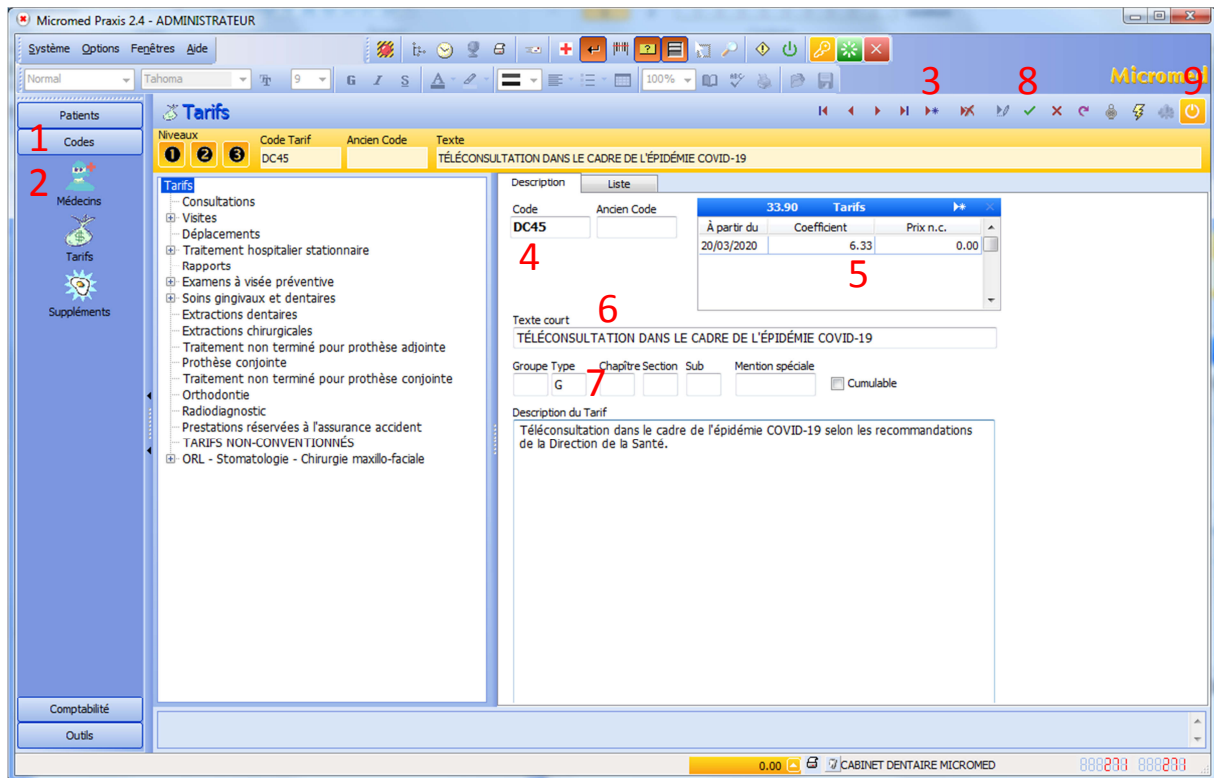 Micromed Praxis 2.4 - ADMINISTRATEUR
Système Options Fenêtres Aide
Normal Tahoma 9 G I S 100%
Micromed
3 8 9
Patients
Codes
1
2
Médecins
Tarifs
Suppléments
Comptabilité
Outils
Tarifs
Niveaux Code Tarif Ancien Code Texte
1 2 3 DC45 TÉLÉCONSULTATION DANS LE CADRE DE L'ÉPIDÉMIE COVID-19
Tarifs
Consultations
Visites
Déplacements
Traitement hospitalier stationnaire
Rapports
Examens à visée préventive
Soins gingivaux et dentaires
Extractions dentaires
Extractions chirurgicales
Traitement non terminé pour prothèse adjointe
Prothèse conjointe
Traitement non terminé pour prothèse conjointe
Orthodontie
Radiodiagnostic
Prestations réservées à l'assurance accident
TARIFS NON-CONVENTIONNÉS
ORL - Stomatologie - Chirurgie maxillo-faciale
Description Liste
Code Ancien Code
DC45
4
33.90 Tarifs
À partir du Coefficient Prix n.c.
20/03/2020 6.33 0.00
5
6
Texte court
TÉLÉCONSULTATION DANS LE CADRE DE L'ÉPIDÉMIE COVID-19
Groupe Type Chapître Section Sub Mention spéciale
G 7 Cumulable
Description du Tarif
Téléconsultation dans le cadre de l'épidémie COVID-19 selon les recommandations
de la Direction de la Santé.
0.00 CABINET DENTAIRE MICROMED